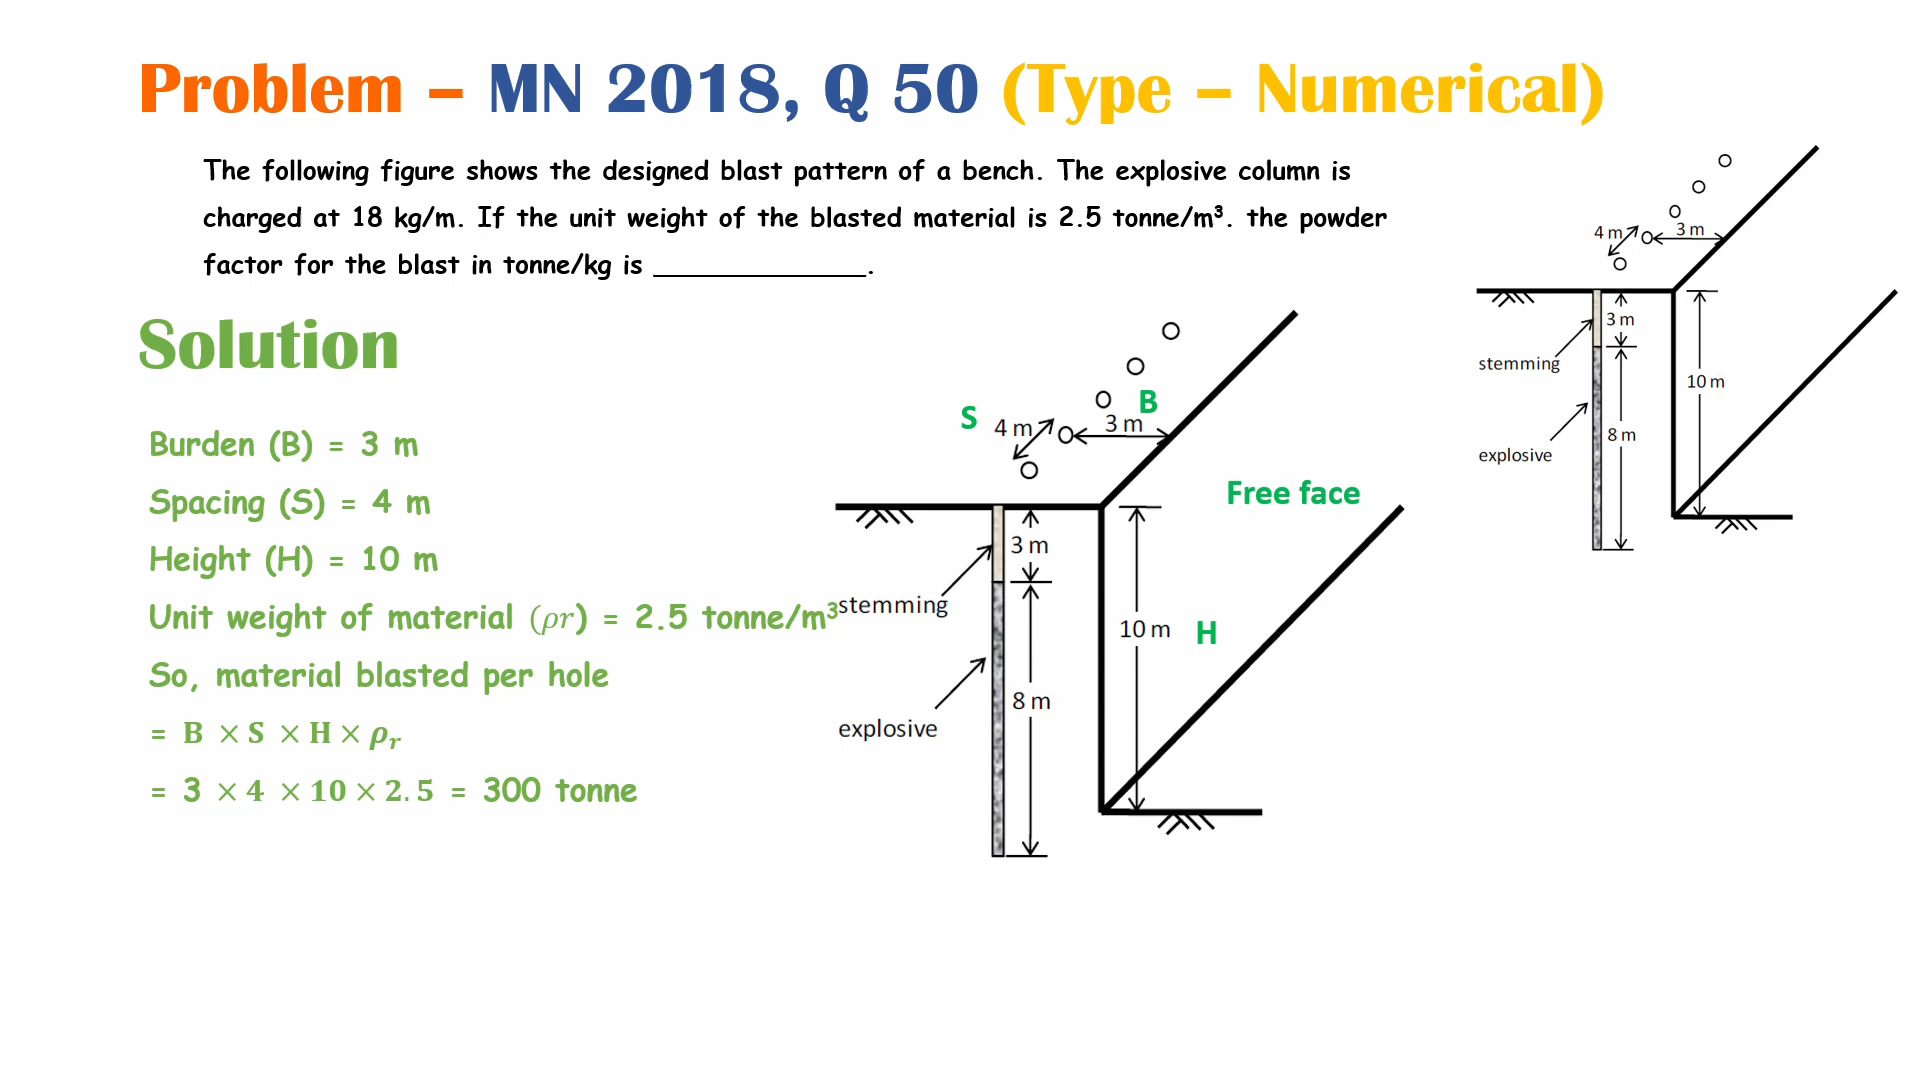 Problem – MN 2018, Q 50 (Type – Numerical)
The following figure shows the designed blast pattern of a bench. The explosive column is
charged at 18 kg/m. If the unit weight of the blasted material is 2.5 tonne/m³. the powder
factor for the blast in tonne/kg is ______________.
Solution
Burden (B) = 3 m
Spacing (S) = 4 m
Height (H) = 10 m
Unit weight of material (ρr) = 2.5 tonne/m³
So, material blasted per hole
= B × S × H × ρᵣ
= 3 × 4 × 10 × 2.5 = 300 tonne
S
B
4 m
3 m
Free face
3 m
stemming
10 m
H
8 m
explosive
4 m
3 m
3 m
stemming
10 m
8 m
explosive